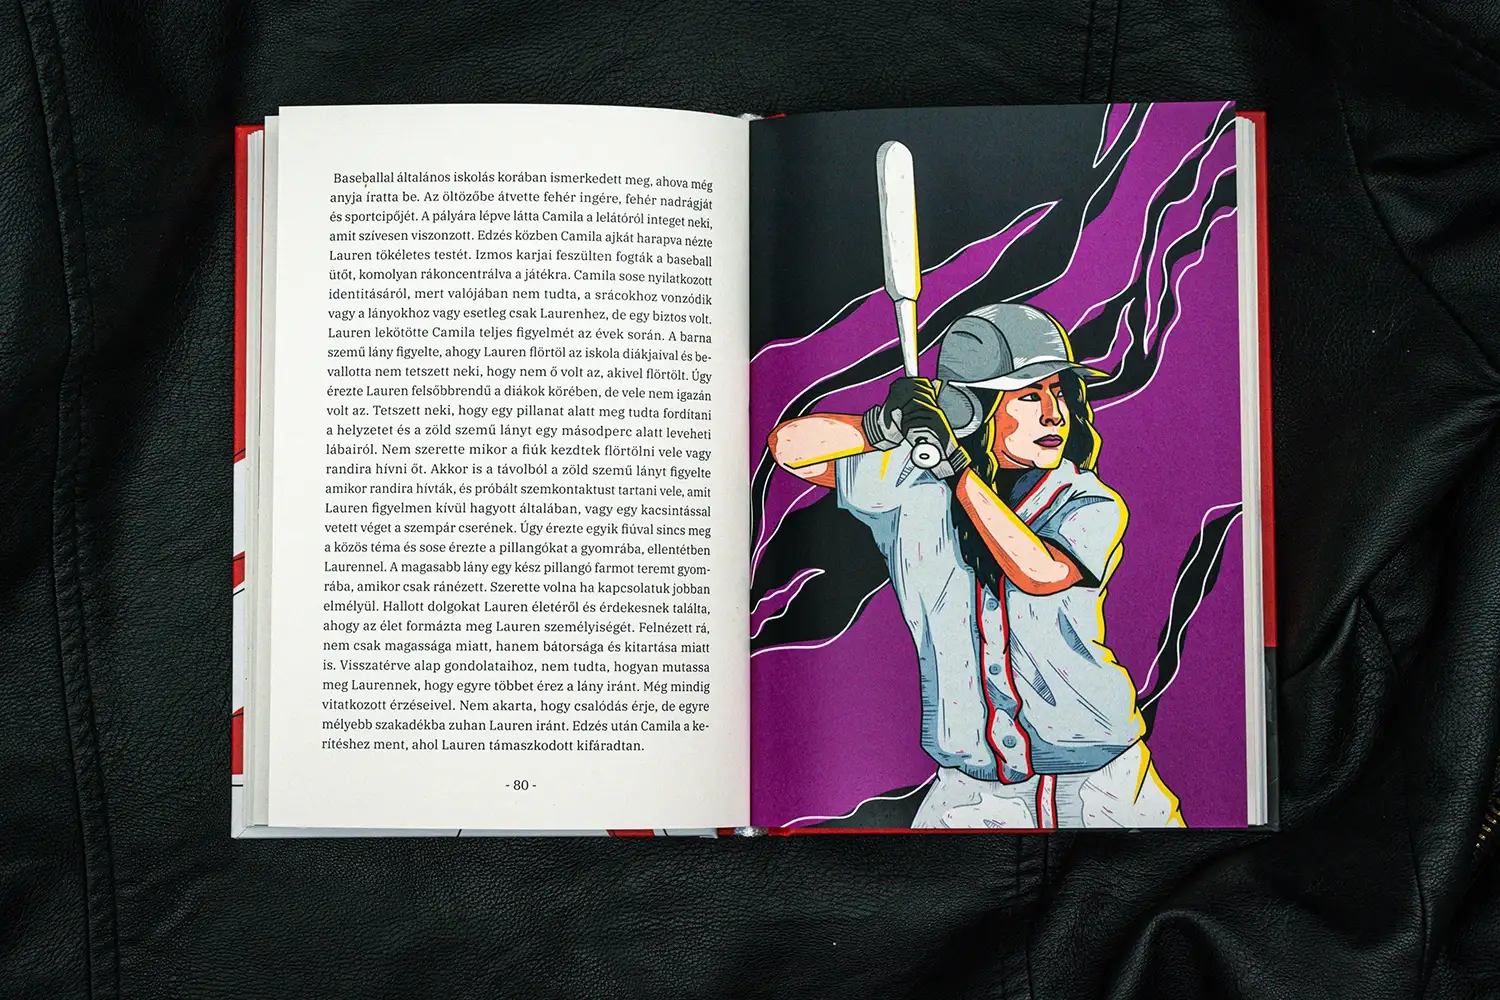 Baseballal általános iskolás korában ismerkedett meg, ahova még
anyja íratta be. Az öltözőbe átvette fehér ingére, fehér nadrágját
és sportcipőjét. A pályára lépve látta Camila a lelátóról integet neki,
amit szívesen viszonzott. Edzés közben Camila ajkát harapva nézte
Lauren tökéletes testét. Izmos karjai feszülten fogták a baseball
ütőt, komolyan rákoncentrálva a játékra. Camila sose nyilatkozott
identitásáról, mert valójában nem tudta, a srácokhoz vonzódik
vagy a lányokhoz vagy esetleg csak Laurenhez, de egy biztos volt.
Lauren lekötötte Camila teljes figyelmét az évek során. A barna
szemű lány figyelte, ahogy Lauren flörtöl az iskola diákjaival és be-
vallotta nem tetszett neki, hogy nem ő volt az, akivel flörtölt. Úgy
érezte Lauren felsőbbrendű a diákok körében, de vele nem igazán
volt az. Tetszett neki, hogy egy pillanat alatt meg tudta fordítani
a helyzetet és a zöld szemű lányt egy másodperc alatt leveheti
lábairól. Nem szerette mikor a fiúk kezdtek flörtölni vele vagy
randira hívni őt. Akkor is a távolból a zöld szemű lányt figyelte
amikor randira hívták, és próbált szemkontaktust tartani vele, amit
Lauren figyelmen kívül hagyott általában, vagy egy kacsintással
vetett véget a szempár cserének. Úgy érezte egyik fiúval sincs meg
a közös téma és sose érezte a pillangókat a gyomrába, ellentétben
Laurennel. A magasabb lány egy kész pillangó farmot teremt gyom-
rába, amikor csak ránézett. Szerette volna ha kapcsolatuk jobban
elmélyül. Hallott dolgokat Lauren életéről és érdekesnek találta,
ahogy az élet formázta meg Lauren személyiségét. Felnézett rá,
nem csak magassága miatt, hanem bátorsága és kitartása miatt
is. Visszatérve alap gondolataihoz, nem tudta, hogyan mutassa
meg Laurennek, hogy egyre többet érez a lány iránt. Még mindig
vitatkozott érzéseivel. Nem akarta, hogy csalódás érje, de egyre
mélyebb szakadékba zuhan Lauren iránt. Edzés után Camila a ke-
rítéshez ment, ahol Lauren támaszkodott kifáradtan.
- 80 -